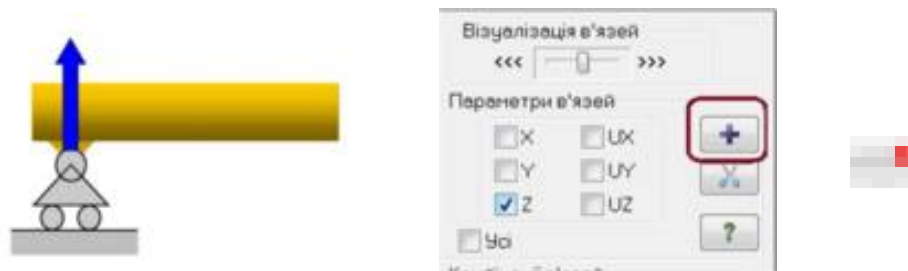 Візуалізація в'язей
<<< >>>
Параметри в'язей
X UX
Y UY
Z UZ
Усі
?